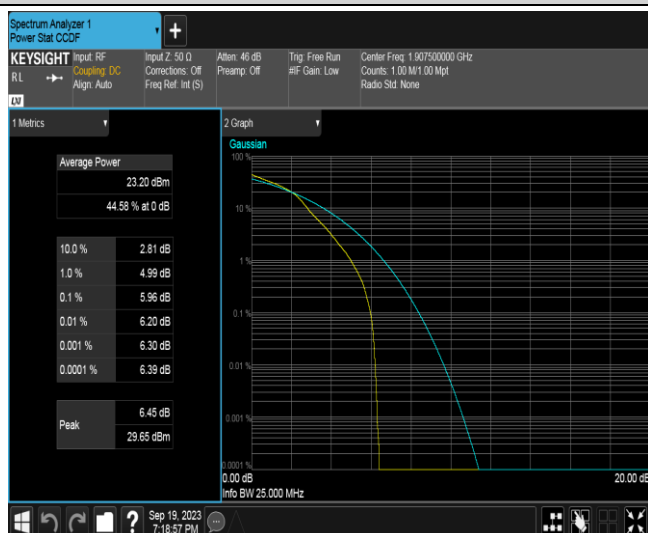 Spectrum Analyzer 1
Power Stat CCDF
+
KEYSIGHT
RL
LXI
Input: RF
Coupling: DC
Align: Auto
Input Z: 50 Ω
Corrections: Off
Freq Ref: Int (S)
Atten: 46 dB
Preamp: Off
Trig: Free Run
#IF Gain: Low
Center Freq: 1.907500000 GHz
Counts: 1.00 M/1.00 Mpt
Radio Std: None
1 Metrics
Average Power
23.20 dBm
44.58 % at 0 dB
10.0 % 2.81 dB
1.0 % 4.99 dB
0.1 % 5.96 dB
0.01 % 6.20 dB
0.001 % 6.30 dB
0.0001 % 6.39 dB
Peak
6.45 dB
29.65 dBm
2 Graph
Gaussian
100 %
10 %
1 %
0.1 %
0.01 %
0.001 %
0.0001 %
0.00 dB
20.00 dB
Info BW 25.000 MHz
?
Sep 19, 2023
7:18:57 PM